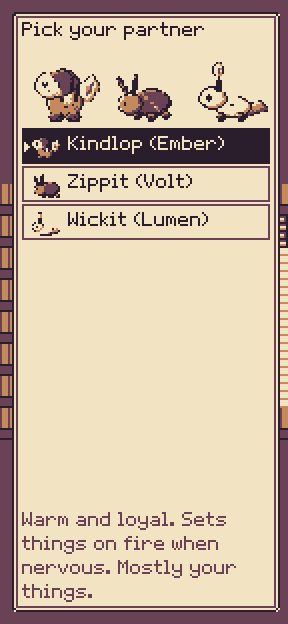 Pick your partner
Kindlop (Ember)
Zippit (Volt)
Wickit (Lumen)
Warm and loyal. Sets
things on fire when
nervous. Mostly your
things.